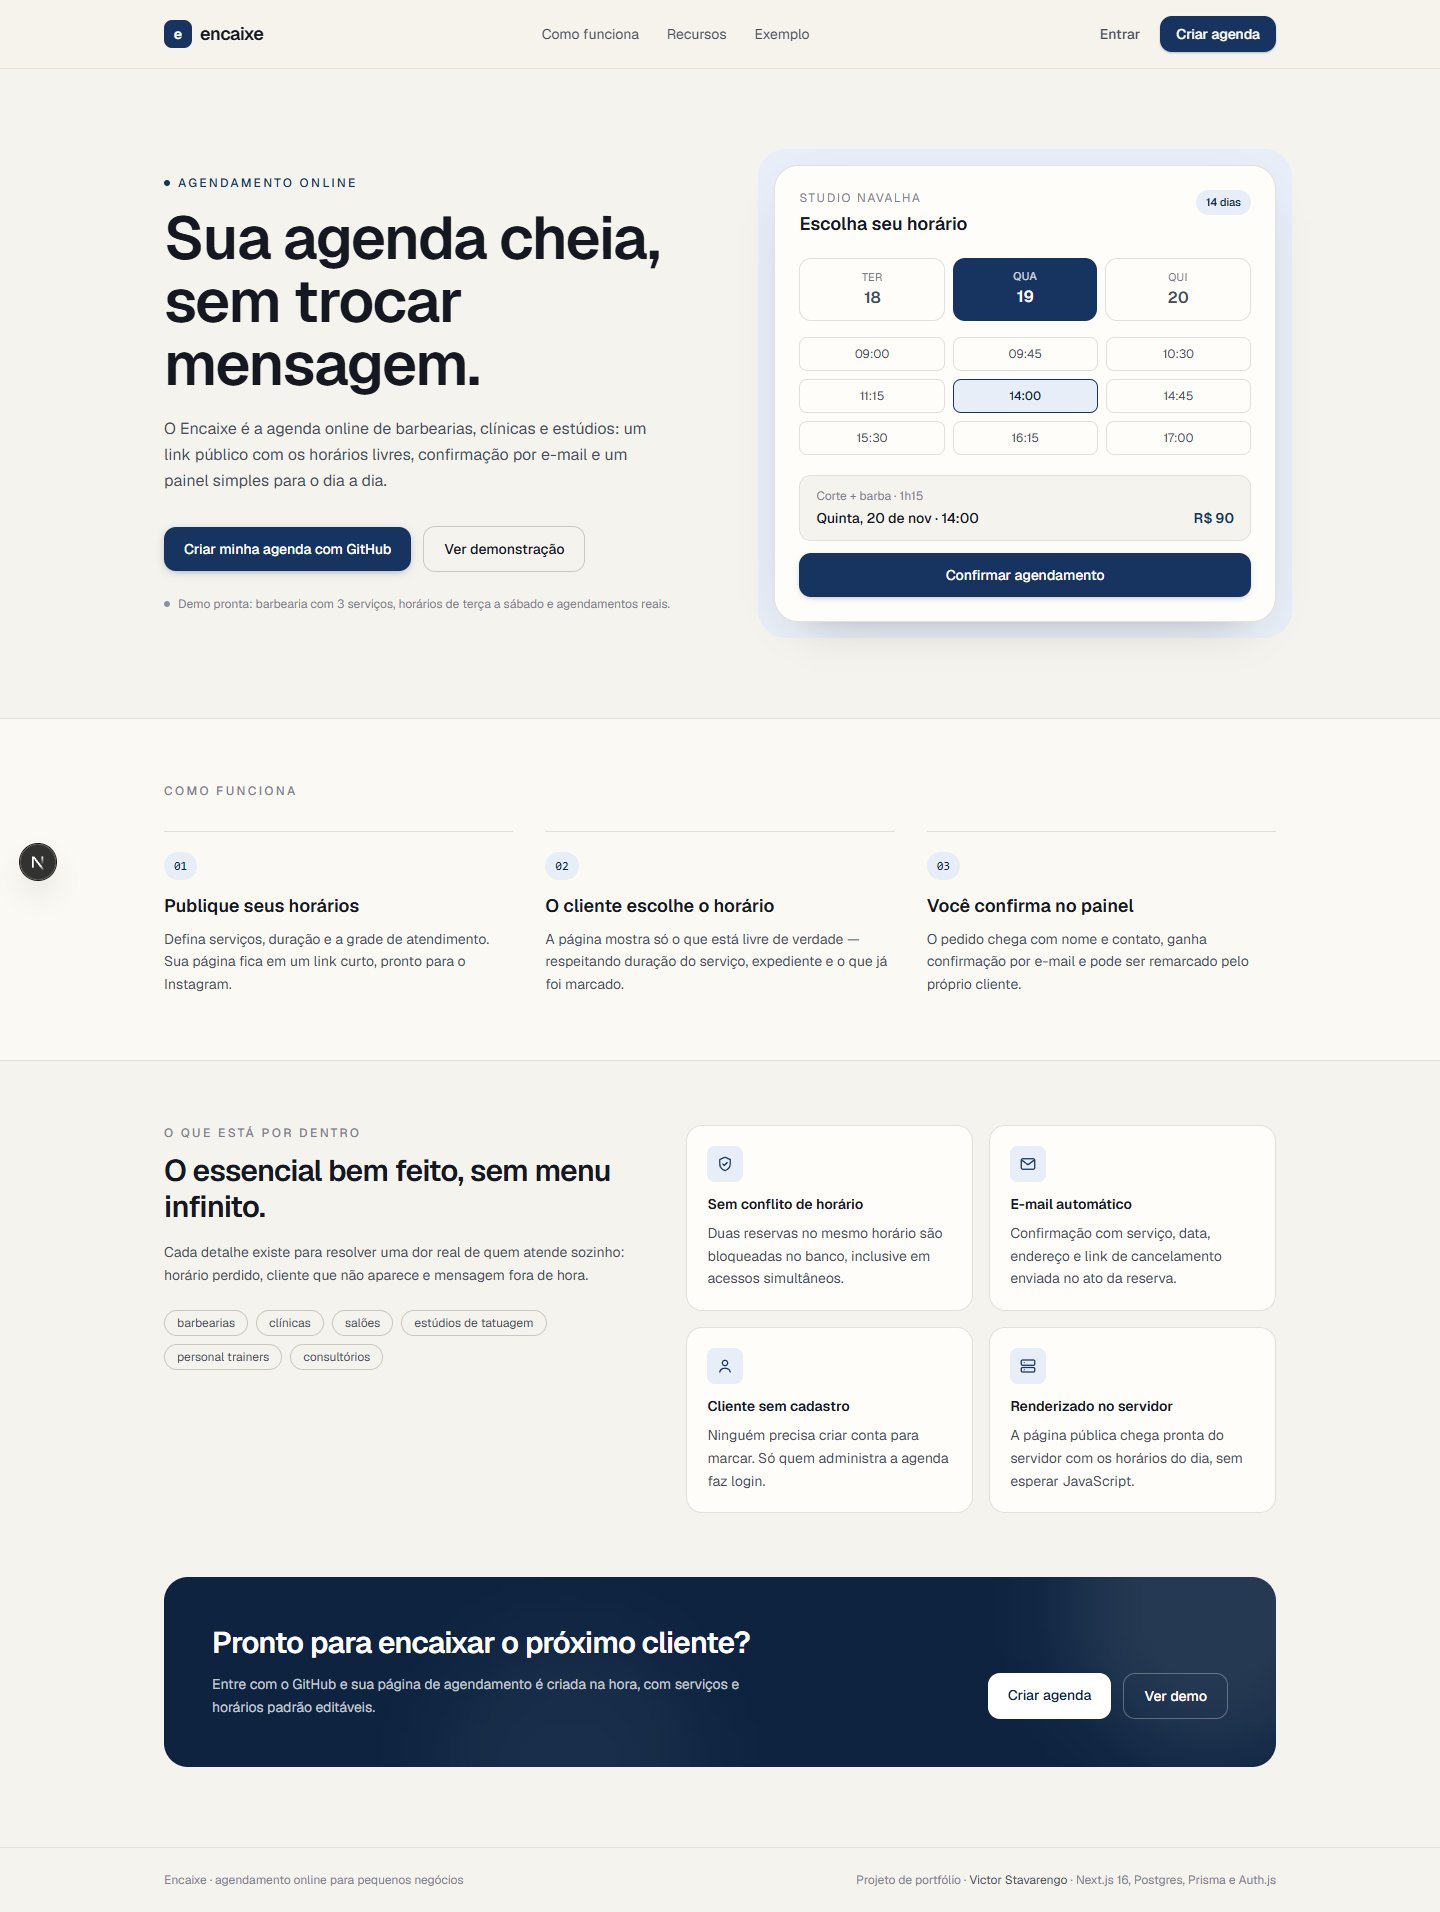 e encaixe
Como funciona Recursos Exemplo
Entrar Criar agenda
AGENDAMENTO ONLINE
Sua agenda cheia,
sem trocar
mensagem.
O Encaixe é a agenda online de barbearias, clínicas e estúdios: um
link público com os horários livres, confirmação por e-mail e um
painel simples para o dia a dia.
Criar minha agenda com GitHub Ver demonstração
Demo pronta: barbearia com 3 serviços, horários de terça a sábado e agendamentos reais.
STUDIO NAVALHA
14 dias
Escolha seu horário
TER QUA QUI
18 19 20
09:00 09:45 10:30
11:15 14:00 14:45
15:30 16:15 17:00
Corte + barba · 1h15
Quinta, 20 de nov · 14:00 R$ 90
Confirmar agendamento
COMO FUNCIONA
N
01
Publique seus horários
Defina serviços, duração e a grade de atendimento.
Sua página fica em um link curto, pronto para o
Instagram.
02
O cliente escolhe o horário
A página mostra só o que está livre de verdade —
respeitando duração do serviço, expediente e o que já
foi marcado.
03
Você confirma no painel
O pedido chega com nome e contato, ganha
confirmação por e-mail e pode ser remarcado pelo
próprio cliente.
O QUE ESTÁ POR DENTRO
O essencial bem feito, sem menu
infinito.
Cada detalhe existe para resolver uma dor real de quem atende sozinho:
horário perdido, cliente que não aparece e mensagem fora de hora.
barbearias clínicas salões estúdios de tatuagem
personal trainers consultórios
Sem conflito de horário
Duas reservas no mesmo horário são
bloqueadas no banco, inclusive em
acessos simultâneos.
E-mail automático
Confirmação com serviço, data,
endereço e link de cancelamento
enviada no ato da reserva.
Cliente sem cadastro
Ninguém precisa criar conta para
marcar. Só quem administra a agenda
faz login.
Renderizado no servidor
A página pública chega pronta do
servidor com os horários do dia, sem
esperar JavaScript.
Pronto para encaixar o próximo cliente?
Entre com o GitHub e sua página de agendamento é criada na hora, com serviços e
horários padrão editáveis.
Criar agenda Ver demo
Encaixe · agendamento online para pequenos negócios
Projeto de portfólio · Victor Stavarengo · Next.js 16, Postgres, Prisma e Auth.js